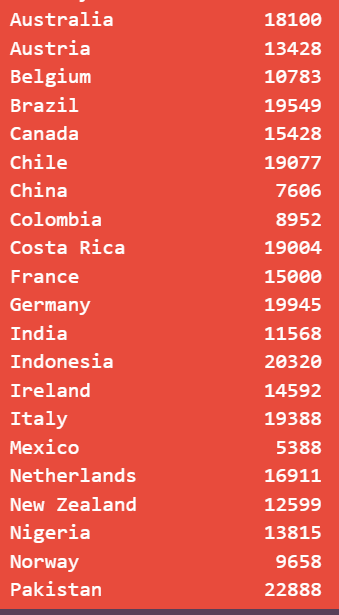 Australia 18100
Austria 13428
Belgium 10783
Brazil 19549
Canada 15428
Chile 19077
China 7606
Colombia 8952
Costa Rica 19004
France 15000
Germany 19945
India 11568
Indonesia 20320
Ireland 14592
Italy 19388
Mexico 5388
Netherlands 16911
New Zealand 12599
Nigeria 13815
Norway 9658
Pakistan 22888